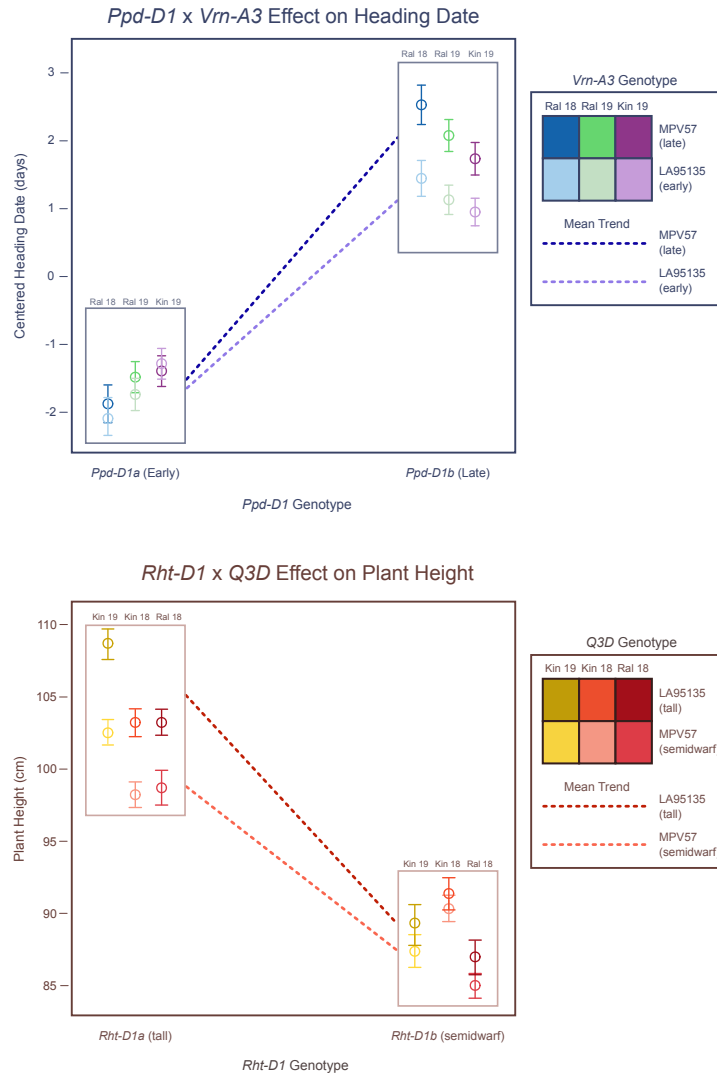 Ppd-D1 x Vrn-A3 Effect on Heading Date
Centered Heading Date (days)
3
2
1
0
-1
-2
Ral 18 Ral 19 Kin 19
Ral 18 Ral 19 Kin 19
Ppd-D1a (Early)
Ppd-D1b (Late)
Ppd-D1 Genotype
Vrn-A3 Genotype
Ral 18 Ral 19 Kin 19
MPV57
(late)
LA95135
(early)
Mean Trend
MPV57
(late)
LA95135
(early)
Rht-D1 x Q3D Effect on Plant Height
Plant Height (cm)
110
105
100
95
90
85
Kin 19 Kin 18 Ral 18
Kin 19 Kin 18 Ral 18
Rht-D1a (tall)
Rht-D1b (semidwarf)
Rht-D1 Genotype
Q3D Genotype
Kin 19 Kin 18 Ral 18
LA95135
(tall)
MPV57
(semidwarf)
Mean Trend
LA95135
(tall)
MPV57
(semidwarf)